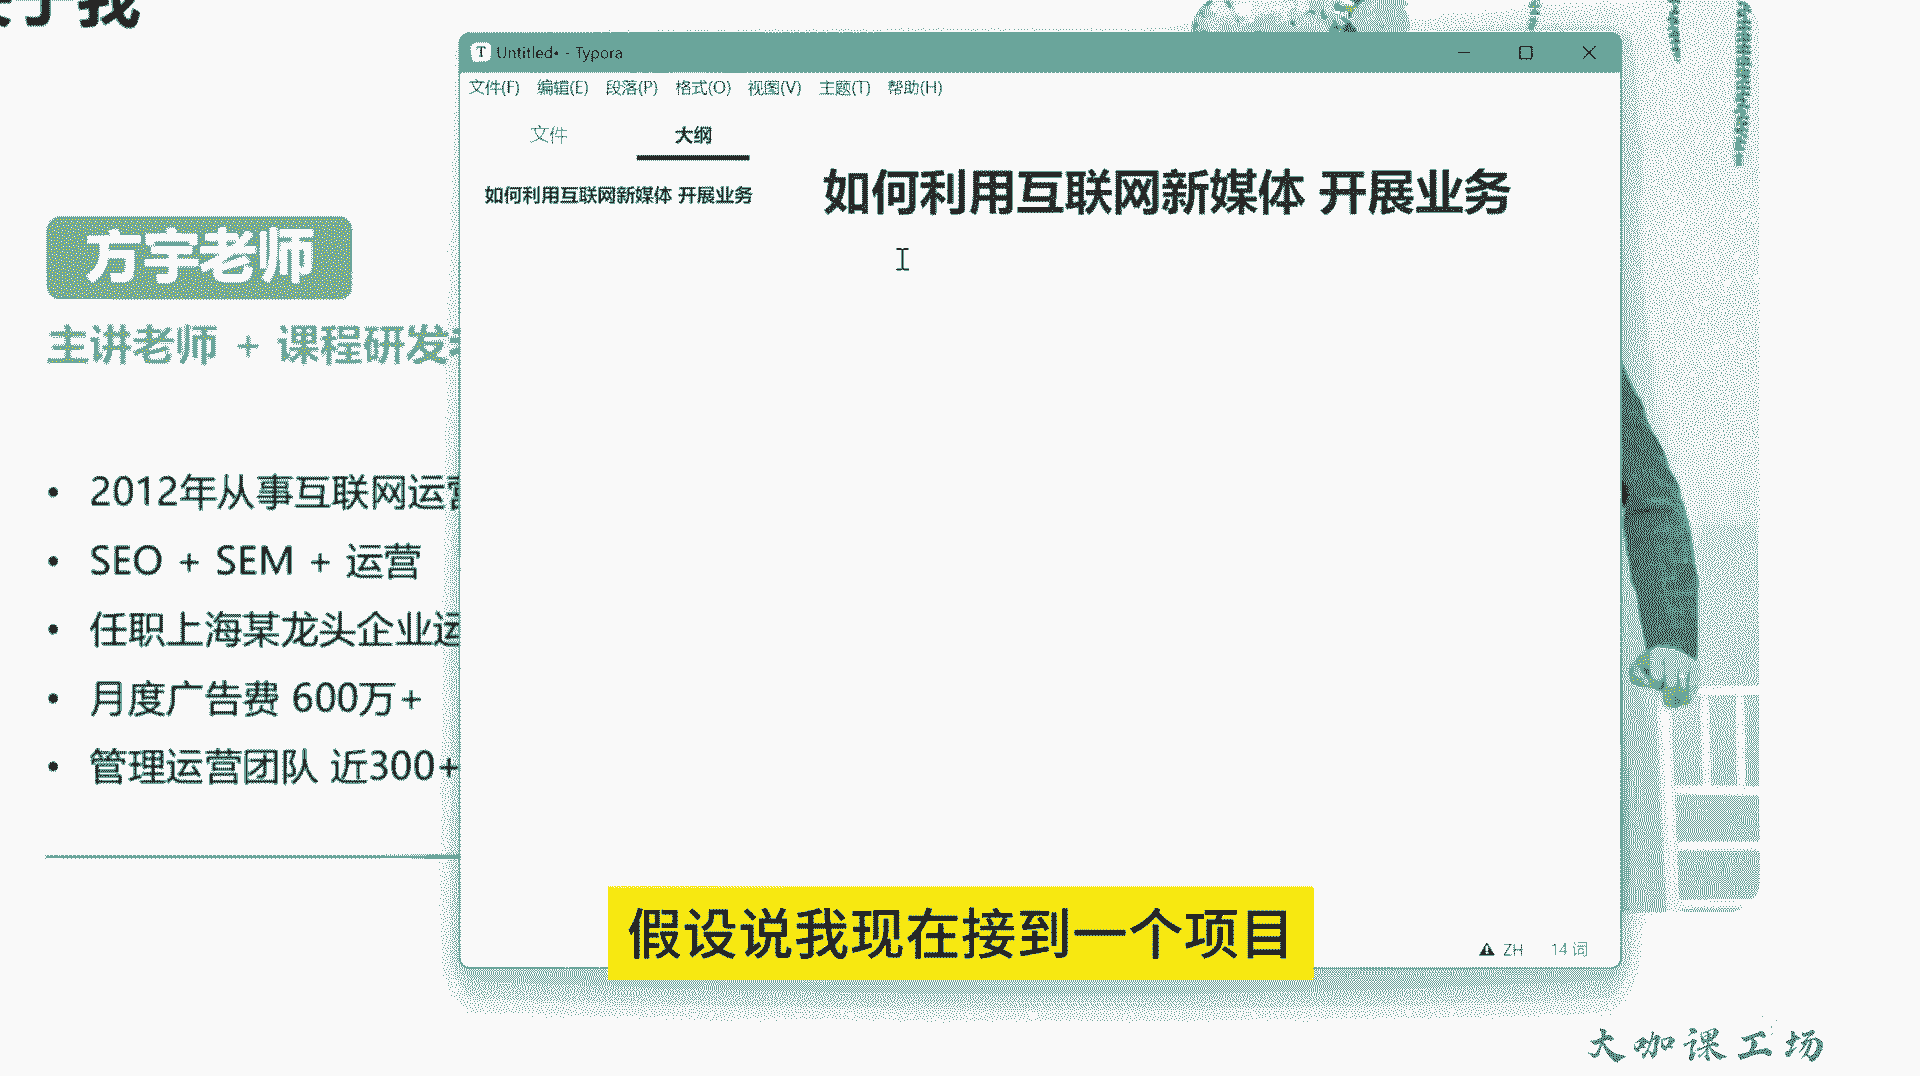 我
Untitled• - Typora
文件(F) 编辑(E) 段落(P) 格式(O) 视图(V) 主题(T) 帮助(H)
文件 大纲
如何利用互联网新媒体 开展业务
如何利用互联网新媒体 开展业务
方宇老师
主讲老师 + 课程研发
2012年从事互联网运营
SEO + SEM + 运营
任职上海某龙头企业运
月度广告费 600万+
管理运营团队 近300+
假设说我现在接到一个项目
ZH 14 词
大咖课工场